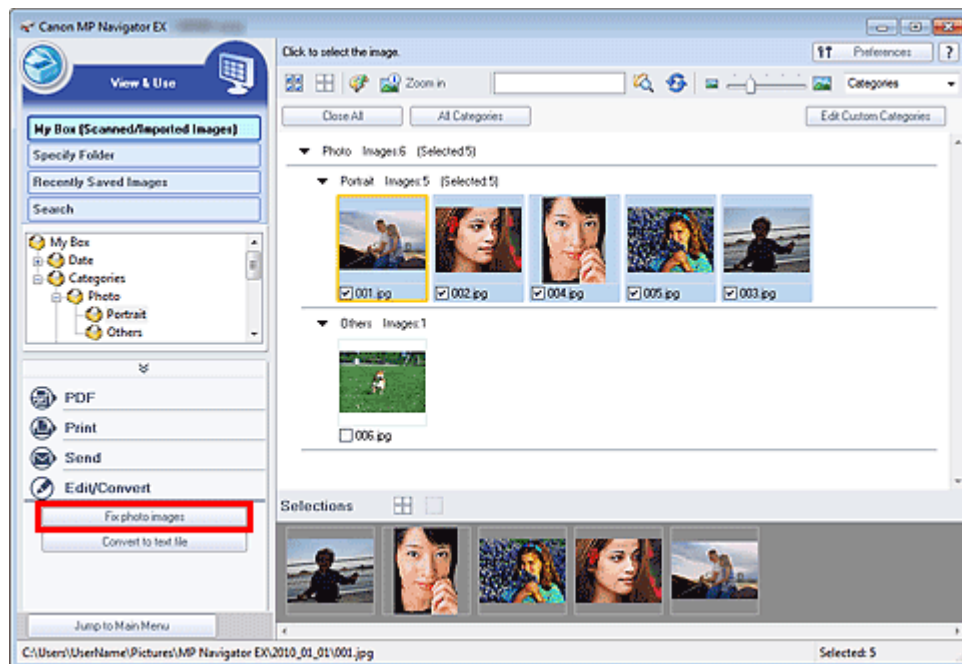 Canon MP Navigator EX
View & Use
Click to select the image.
Preferences
?
Zoom in
Categories
My Box (Scanned/Imported Images)
Specify Folder
Recently Saved Images
Search
Close All
All Categories
Edit Custom Categories
My Box
Date
Categories
Photo
Portrait
Others
Photo Images:6 (Selected:5)
Portrait Images:5 (Selected:5)
001.jpg
002.jpg
004.jpg
005.jpg
003.jpg
Others Images:1
006.jpg
PDF
Print
Send
Edit/Convert
Fix photo images
Convert to text file
Selections
Jump to Main Menu
C:\Users\UserName\Pictures\MP Navigator EX\2010_01_01\001.jpg
Selected: 5